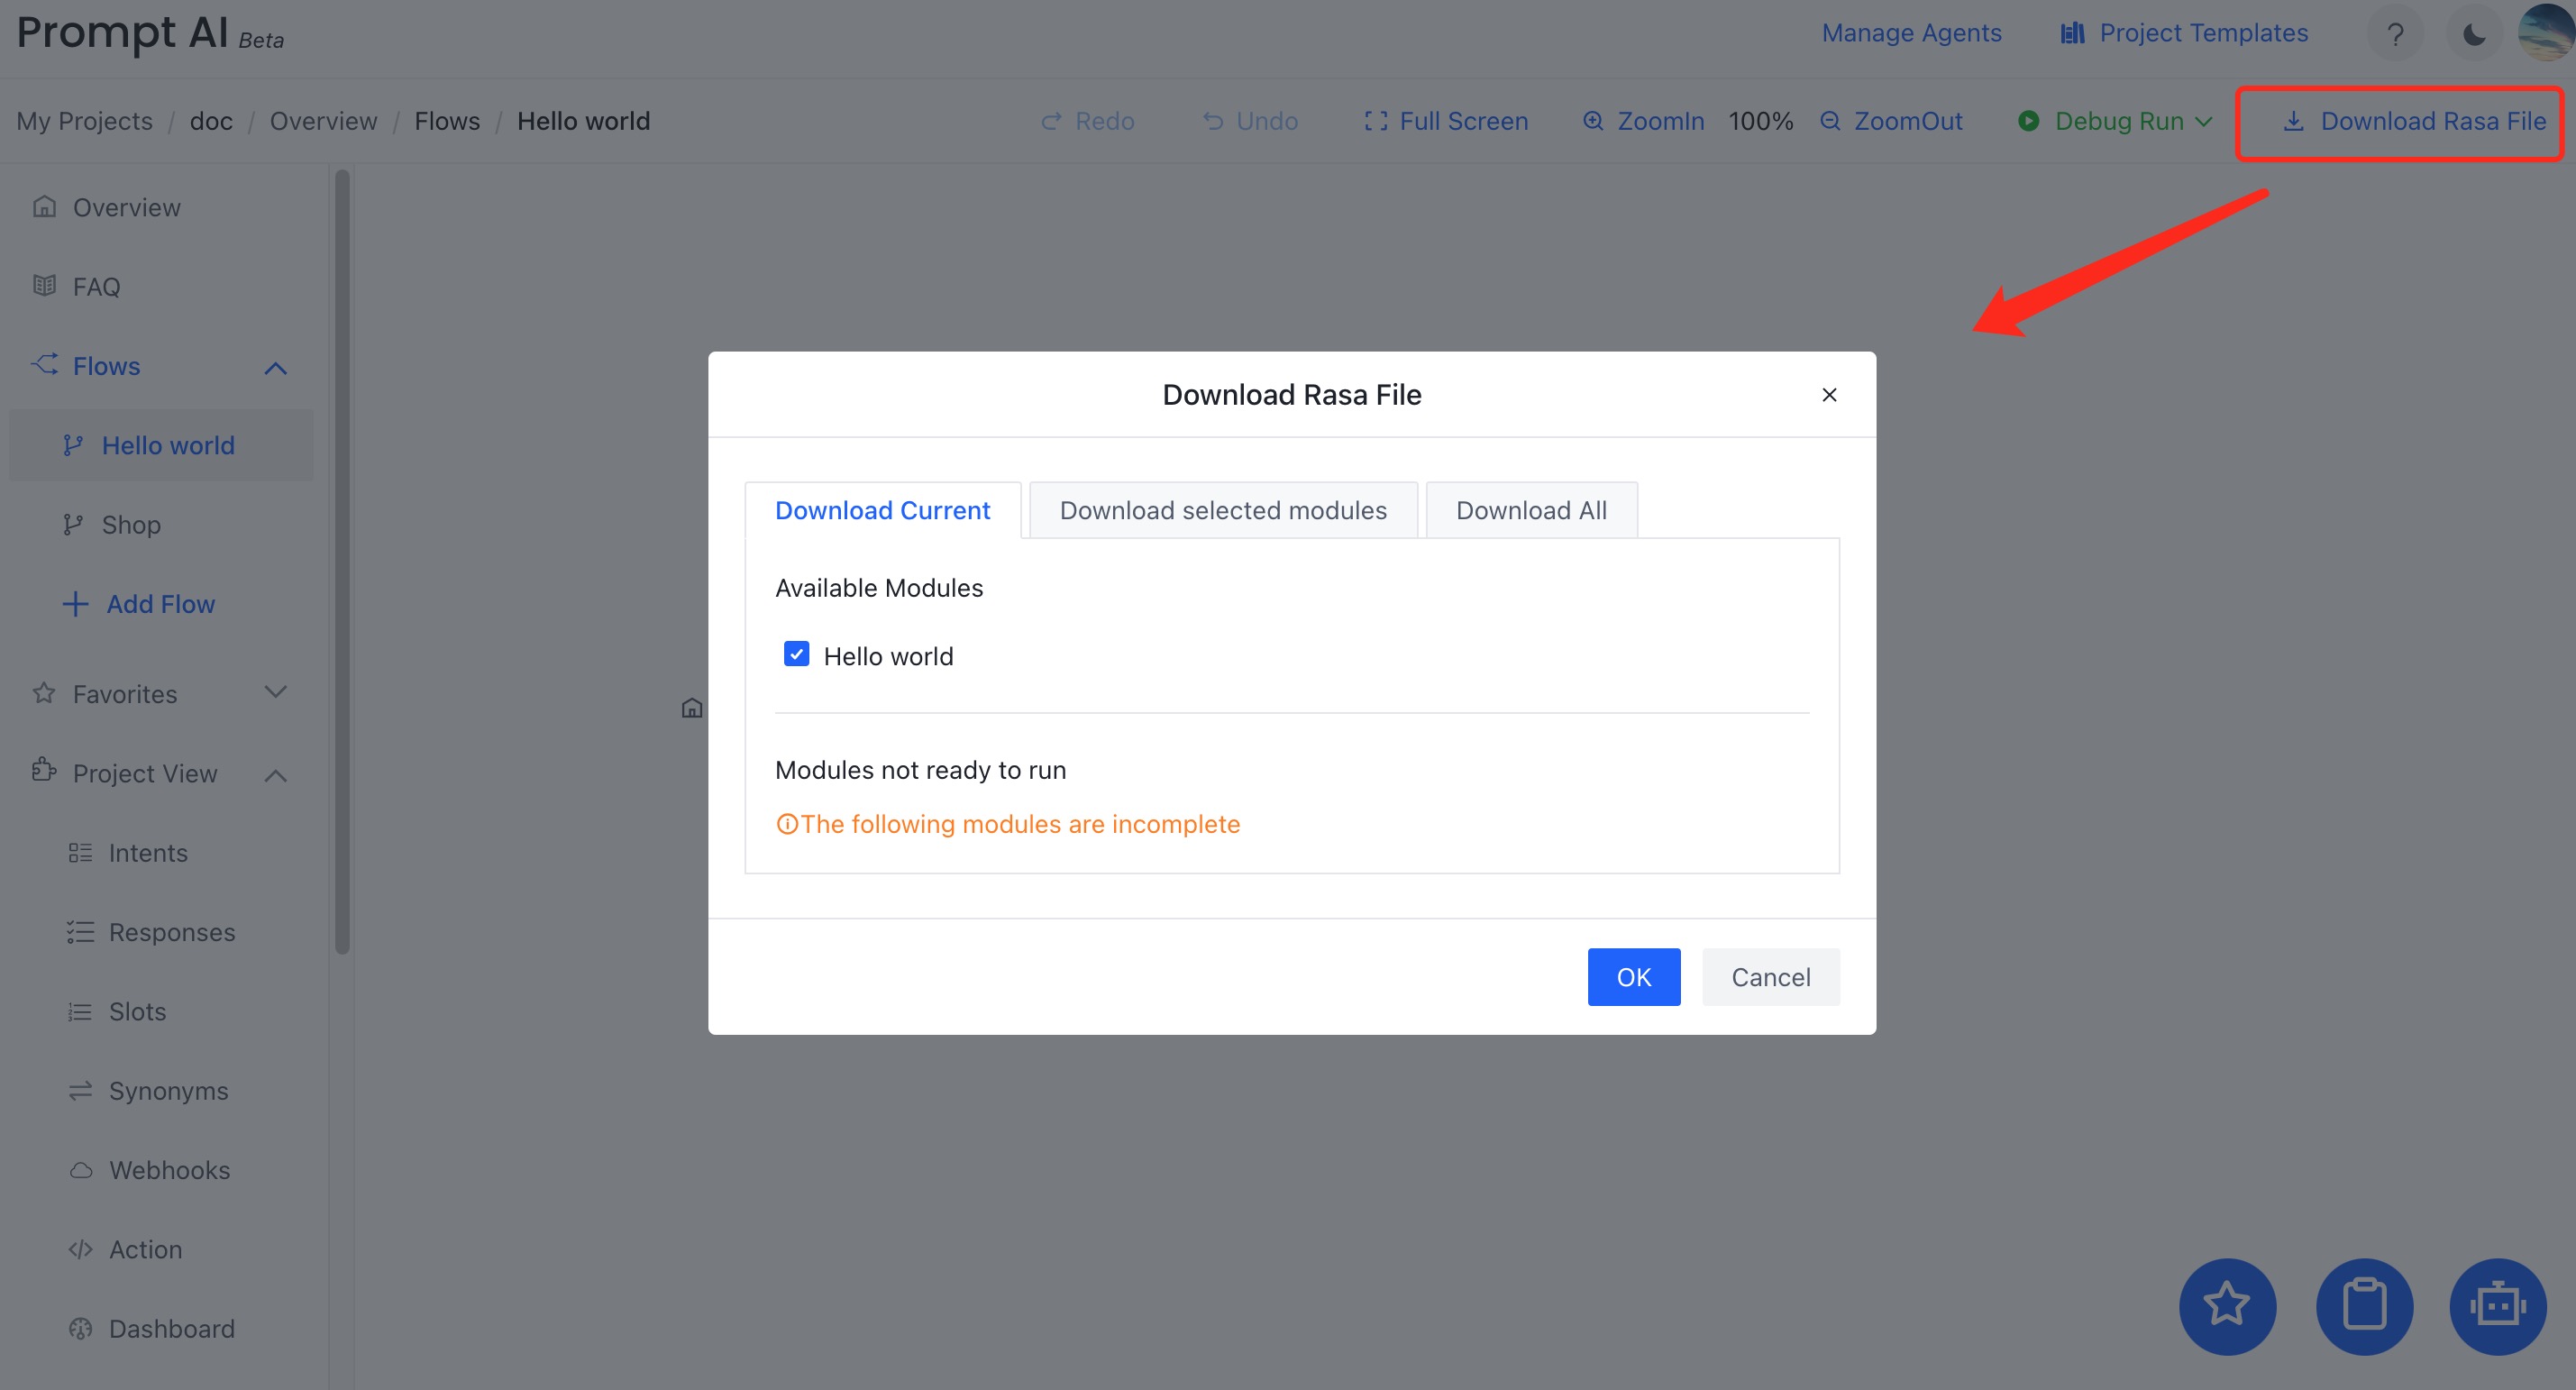 Prompt AI Beta
Manage Agents
Project Templates
?
My Projects / doc / Overview / Flows / Hello world
Redo
Undo
Full Screen
ZoomIn
100%
ZoomOut
Debug Run
Download Rasa File
Overview
FAQ
Flows
Hello world
Shop
Add Flow
Favorites
Project View
Intents
Responses
Slots
Synonyms
Webhooks
Action
Dashboard
Download Rasa File
Download Current
Download selected modules
Download All
Available Modules
Hello world
Modules not ready to run
The following modules are incomplete
OK
Cancel